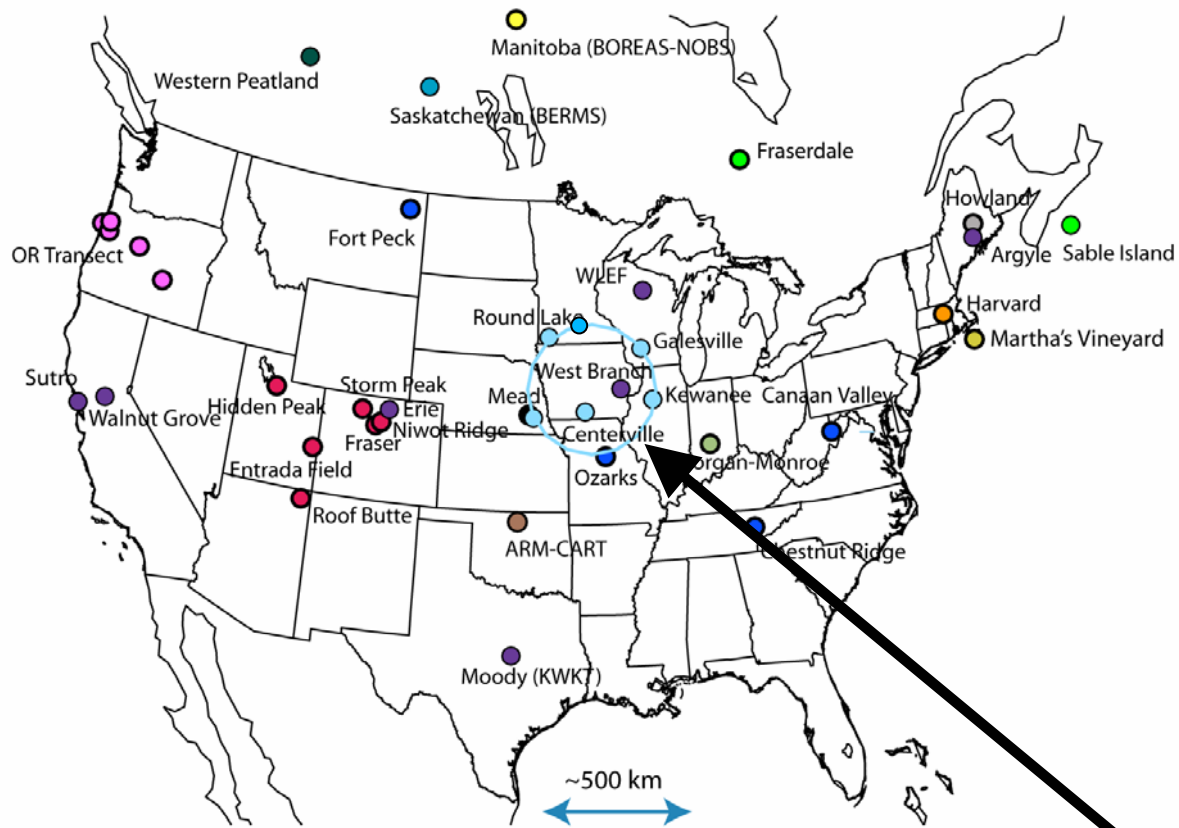 Manitoba (BOREAS-NOBS)
Western Peatland
Saskatchewan (BERMS)
Fraserdale
Howland
Fort Peck
OR Transect
Argyle
Sable Island
WLEF
Harvard
Round Lake
Galesville
Martha's Vineyard
West Branch
Sutro
Storm Peak
Mead
Kewanee
Canaan Valley
Hidden Peak
Erie
Walnut Grove
Niwot Ridge
Fraser
Centerville
Entrada Field
organ-Monroe
Ozarks
Roof Butte
ARM-CART
Chestnut Ridge
Moody (KWKT)
~500 km